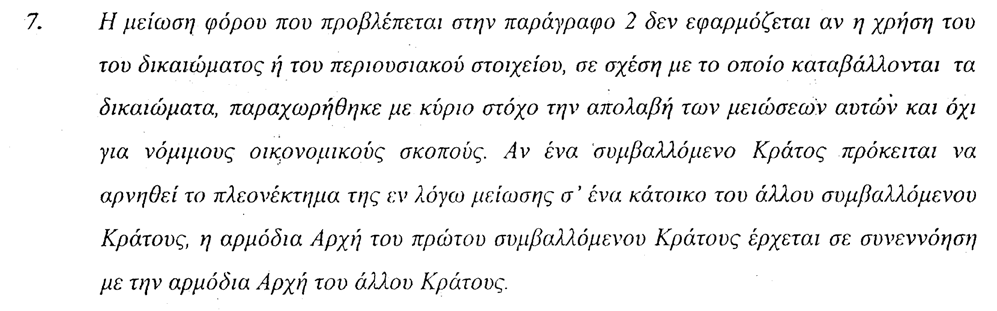 7. Η μείωση φόρου που προβλέπεται στην παράγραφο 2 δεν εφαρμόζεται αν η χρήση του
του δικαιώματος ή του περιουσιακού στοιχείου, σε σχέση με το οποίο καταβάλλονται τα
δικαιώματα, παραχωρήθηκε με κύριο στόχο την απολαβή των μειώσεων αυτών και όχι
για νόμιμους οικονομικούς σκοπούς. Αν ένα συμβαλλόμενο Κράτος πρόκειται να
αρνηθεί το πλεονέκτημα της εν λόγω μείωσης σ' ένα κάτοικο του άλλου συμβαλλόμενου
Κράτους, η αρμόδια Αρχή του πρώτου συμβαλλόμενου Κράτους έρχεται σε συνεννόηση
με την αρμόδια Αρχή του άλλου Κράτους.